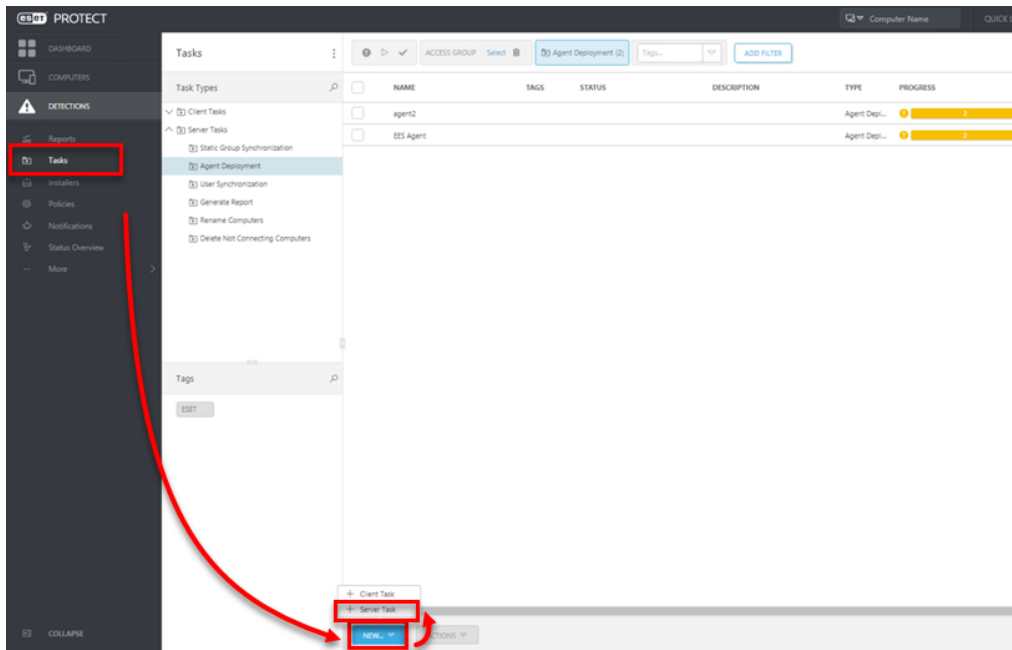 eset PROTECT
Computer Name
QUICK L
DASHBOARD
COMPUTERS
DETECTIONS
Reports
Tasks
Installers
Policies
Notifications
Status Overview
More
COLLAPSE
Tasks
Task Types
Client Tasks
Server Tasks
Static Group Synchronization
Agent Deployment
User Synchronization
Generate Report
Rename Computers
Delete Not Connecting Computers
Tags
ESET
ACCESS GROUP Select Agent Deployment (2) Tags... ADD FILTER
NAME TAGS STATUS DESCRIPTION TYPE PROGRESS
agent2 Agent Depl... 2
EES Agent Agent Depl... 2
Client Task
Server Task
NEW... CTIONS